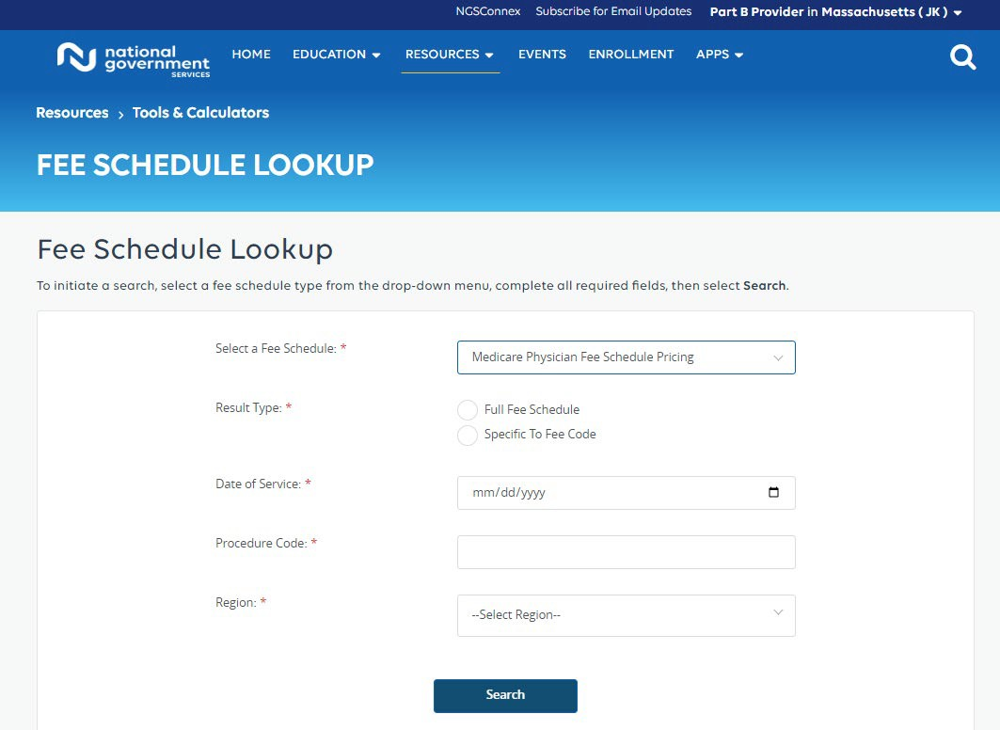 NGSConnex Subscribe for Email Updates Part B Provider in Massachusetts ( JK )
national
government
SERVICES
HOME EDUCATION RESOURCES EVENTS ENROLLMENT APPS
Resources > Tools & Calculators
FEE SCHEDULE LOOKUP
Fee Schedule Lookup
To initiate a search, select a fee schedule type from the drop-down menu, complete all required fields, then select Search.
Select a Fee Schedule: * Medicare Physician Fee Schedule Pricing
Result Type: * Full Fee Schedule
Specific To Fee Code
Date of Service: * mm/dd/yyyy
Procedure Code: *
Region: * --Select Region--
Search